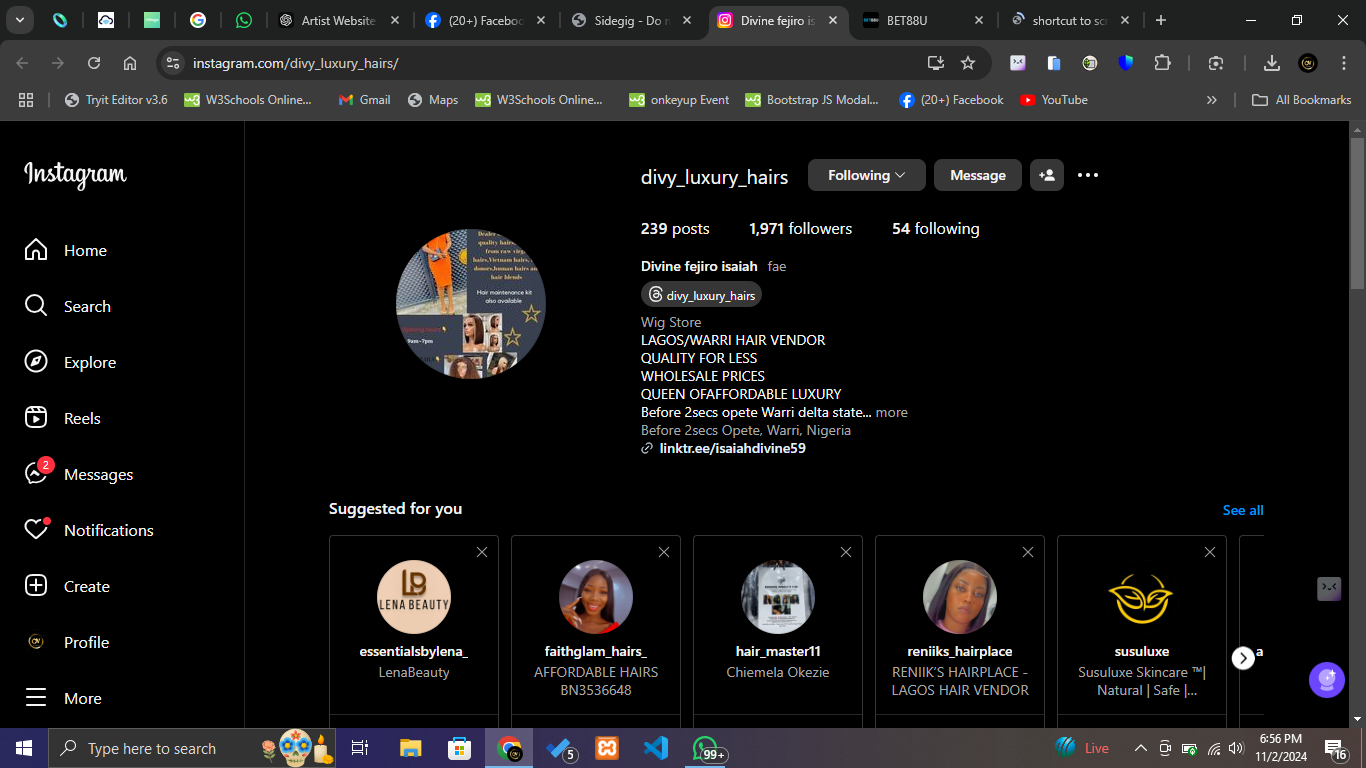 Artist Website
(20+) Faceboo
Sidegig - Do n
Divine fejiro is
BET88U
shortcut to scr
instagram.com/divy_luxury_hairs/
Tryit Editor v3.6
W3Schools Online...
Gmail
Maps
W3Schools Online...
onkeyup Event
Bootstrap JS Modal...
(20+) Facebook
YouTube
All Bookmarks
Instagram
Home
Search
Explore
Reels
2
Messages
Notifications
Create
Profile
More
divy_luxury_hairs
Following
Message
239 posts
1,971 followers
54 following
Divine fejiro isaiah fae
divy_luxury_hairs
Wig Store
LAGOS/WARRI HAIR VENDOR
QUALITY FOR LESS
WHOLESALE PRICES
QUEEN OFAFFORDABLE LUXURY
Before 2secs opete Warri delta state... more
Before 2secs Opete, Warri, Nigeria
linktr.ee/isaiahdivine59
quality hair
from raw virg
hairs,Vietnam hairs,
donors,human hairs an
hair blends
Hair maintenance kit
also available
9am-7pm
Suggested for you
See all
LB
LENA BEAUTY
essentialsbylena_
LenaBeauty
faithglam_hairs_
AFFORDABLE HAIRS
BN3536648
hair_master11
Chiemela Okezie
reniiks_hairplace
RENIIK’S HAIRPLACE -
LAGOS HAIR VENDOR
susuluxe
Susuluxe Skincare ™|
Natural | Safe |...
a
Type here to search
5
99+
Live
6:56 PM
11/2/2024
16